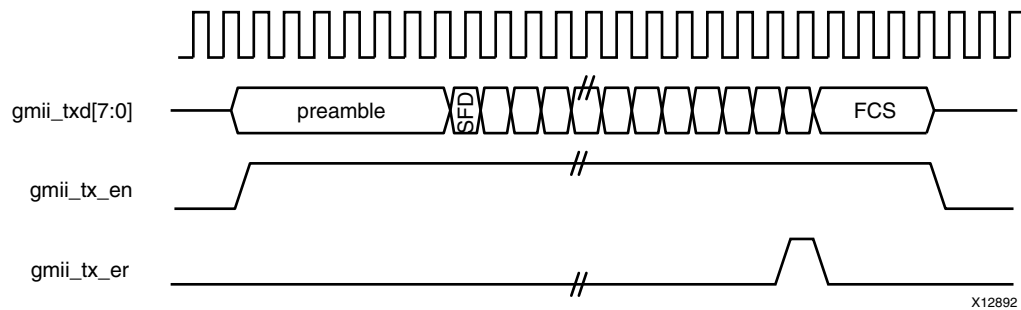 gmii_txd[7:0]
preamble
SFD
FCS
gmii_tx_en
gmii_tx_er
X12892